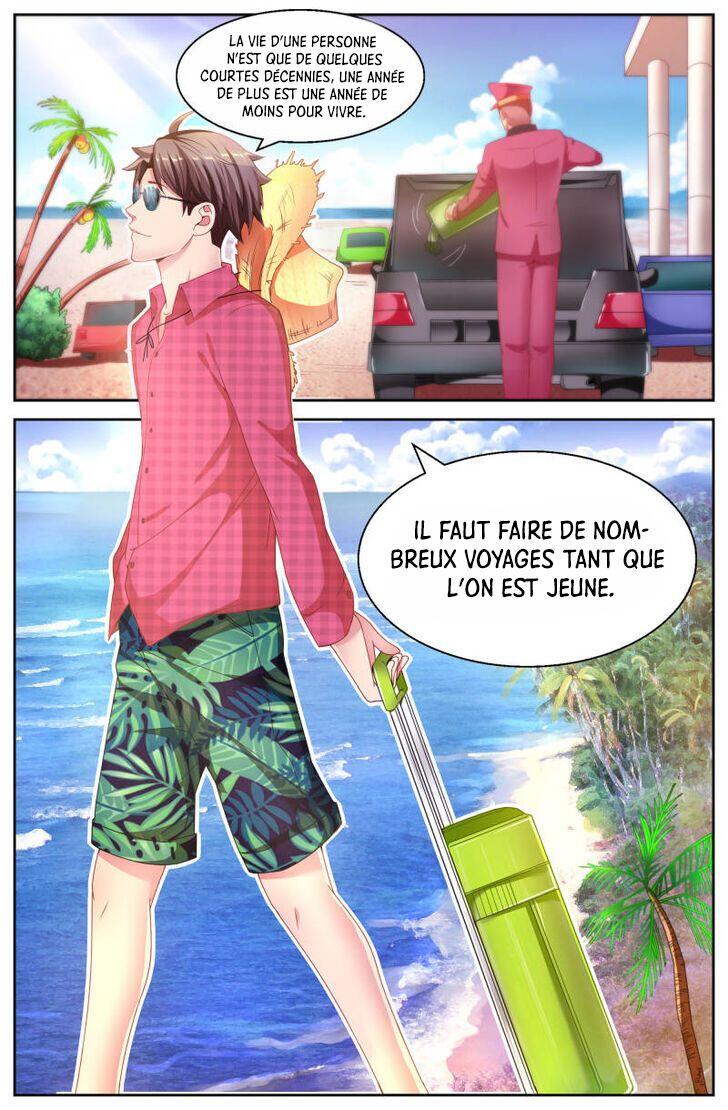 LA VIE D'UNE PERSONNE
N'EST QUE DE QUELQUES
COURTES DÉCENNIES, UNE ANNÉE
DE PLUS EST UNE ANNÉE DE
MOINS POUR VIVRE.
IL FAUT FAIRE DE NOM-
BREUX VOYAGES TANT QUE
L'ON EST JEUNE.